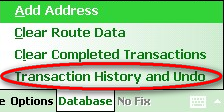 Add Address
Clear Route Data
Clear Completed Transactions
Transaction History and Undo
e Options Database No Fix